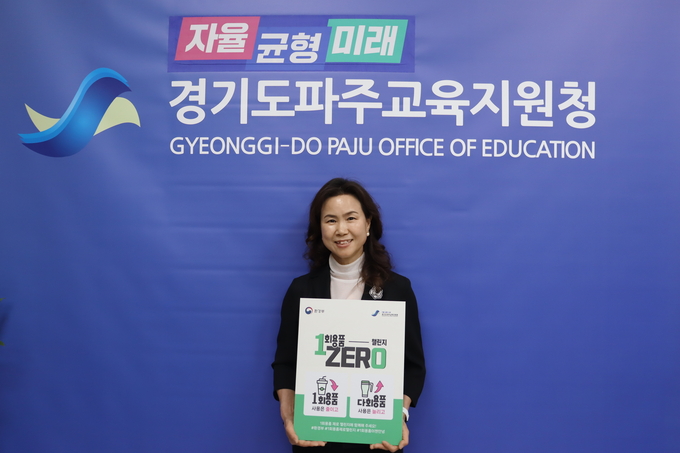 자율 균형 미래
경기도파주교육지원청
GYEONGGI-DO PAJU OFFICE OF EDUCATION
환경부
1회용품 챌린지
ZERO
1회용품 다회용품
사용은 줄이고 사용은 늘리고